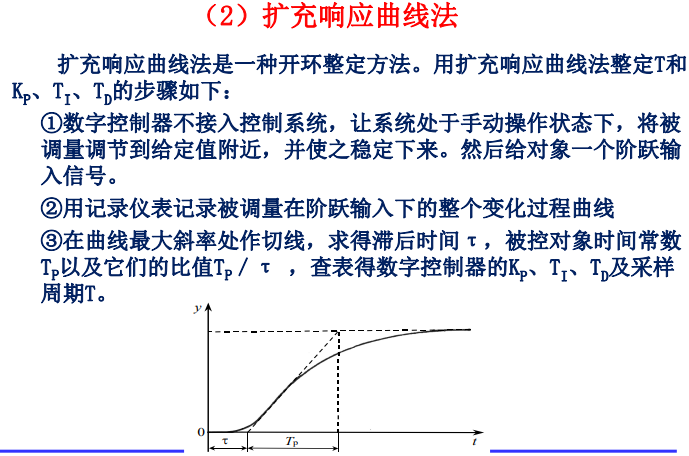 （2）扩充响应曲线法
扩充响应曲线法是一种开环整定方法。用扩充响应曲线法整定T和
KP、TI、TD的步骤如下：
①数字控制器不接入控制系统，让系统处于手动操作状态下，将被
调量调节到给定值附近，并使之稳定下来。然后给对象一个阶跃输
入信号。
②用记录仪表记录被调量在阶跃输入下的整个变化过程曲线
③在曲线最大斜率处作切线，求得滞后时间τ，被控对象时间常数
TP以及它们的比值TP／τ ，查表得数字控制器的KP、TI、TD及采样
周期T。
y
0
τ
TP
t